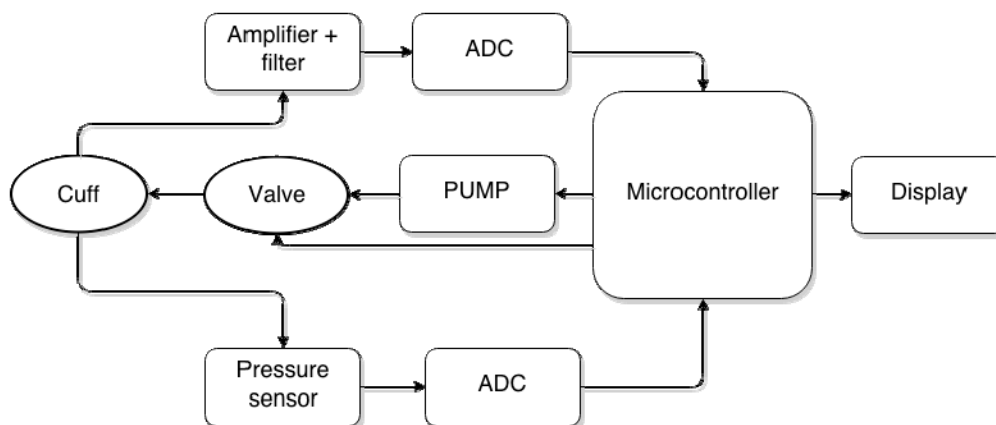 Amplifier +
filter
ADC
Cuff
Valve
PUMP
Microcontroller
Display
Pressure
sensor
ADC